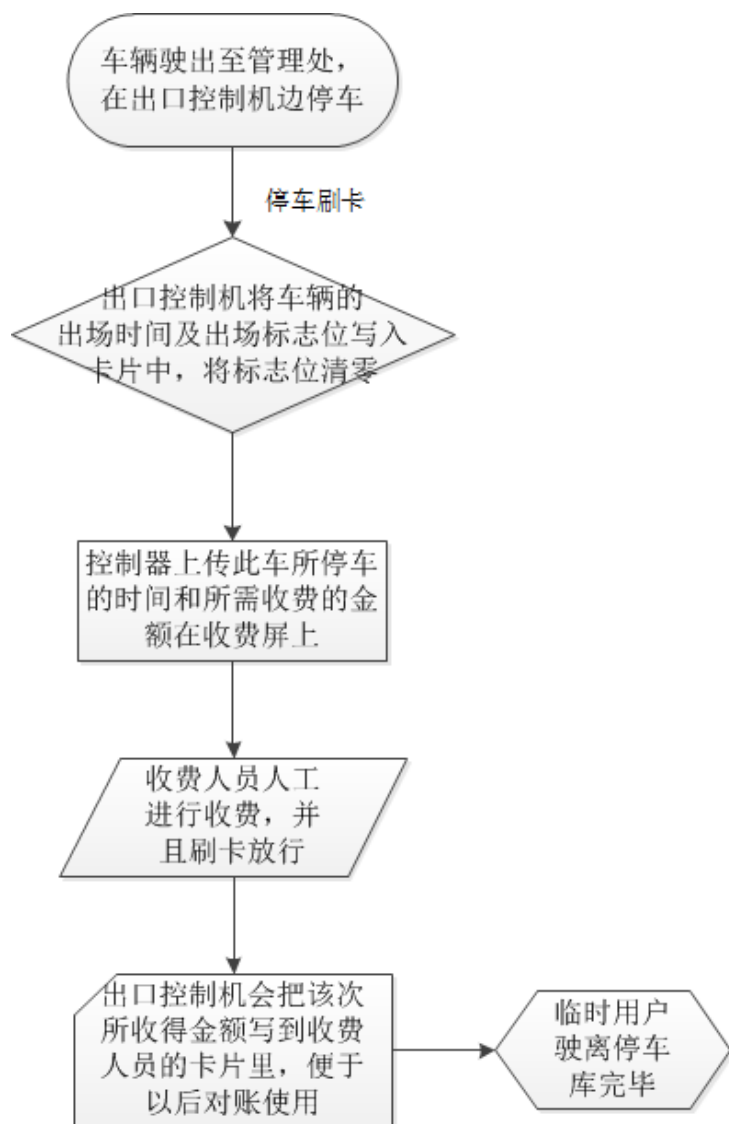 车辆驶出至管理处，
在出口控制机边停车
停车刷卡
出口控制机将车辆的
出场时间及出场标志位写入
卡片中，将标志位清零
控制器上传此车所停车
的时间和所需收费的金
额在收费屏上
收费人员人工
进行收费，并
且刷卡放行
出口控制机会把该次
所收得金额写到收费
人员的卡片里，便于
以后对账使用
临时用户
驶离停车
库完毕